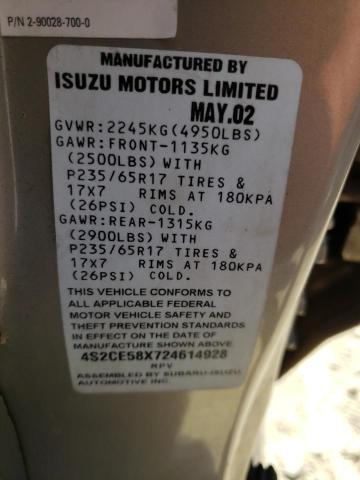 P/N 2-90028-700-0
MANUFACTURED BY
ISUZU MOTORS LIMITED
MAY.02
GVWR:2245KG(4950LBS)
GAWR:FRONT-1135KG
(2500LBS)WITH
P235/65R17 TIRES &
17X7 RIMS AT 180KPA
(26PSI) COLD.
GAWR:REAR-1315KG
(2900LBS)WITH
P235/65R17 TIRES &
17X7 RIMS AT 180KPA
(26PSI) COLD.
THIS VEHICLE CONFORMS TO
ALL APPLICABLE FEDERAL
MOTOR VEHICLE SAFETY AND
THEFT PREVENTION STANDARDS
IN EFFECT ON THE DATE OF
MANUFACTURE SHOWN ABOVE.
4S2CE58X724614928
MPV
ASSEMBLED BY SUBARU-ISUZU
AUTOMOTIVE INC.